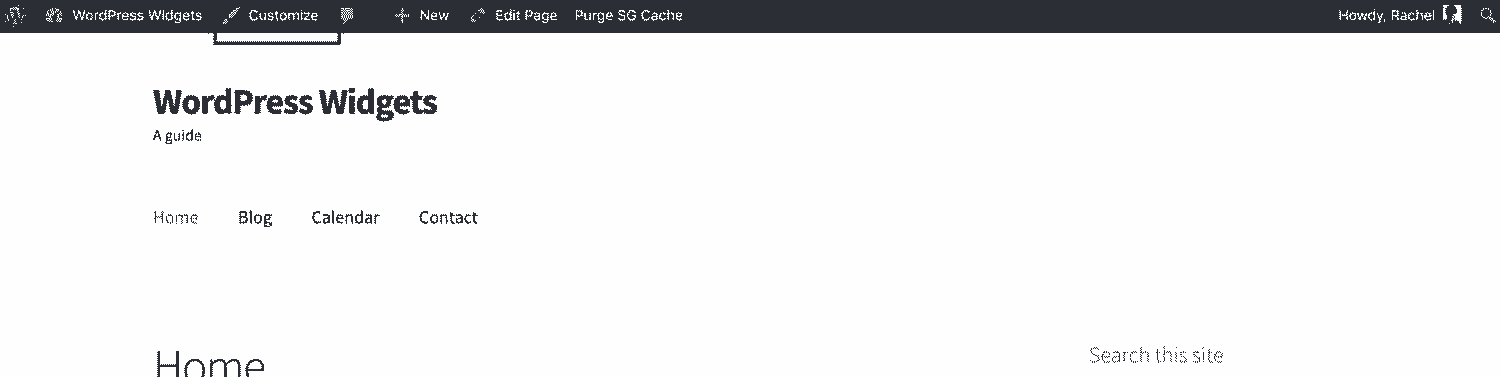 WordPress Widgets Customize New Edit Page Purge SG Cache Howdy, Rachel
WordPress Widgets
A guide
Home Blog Calendar Contact
Home
Search this site